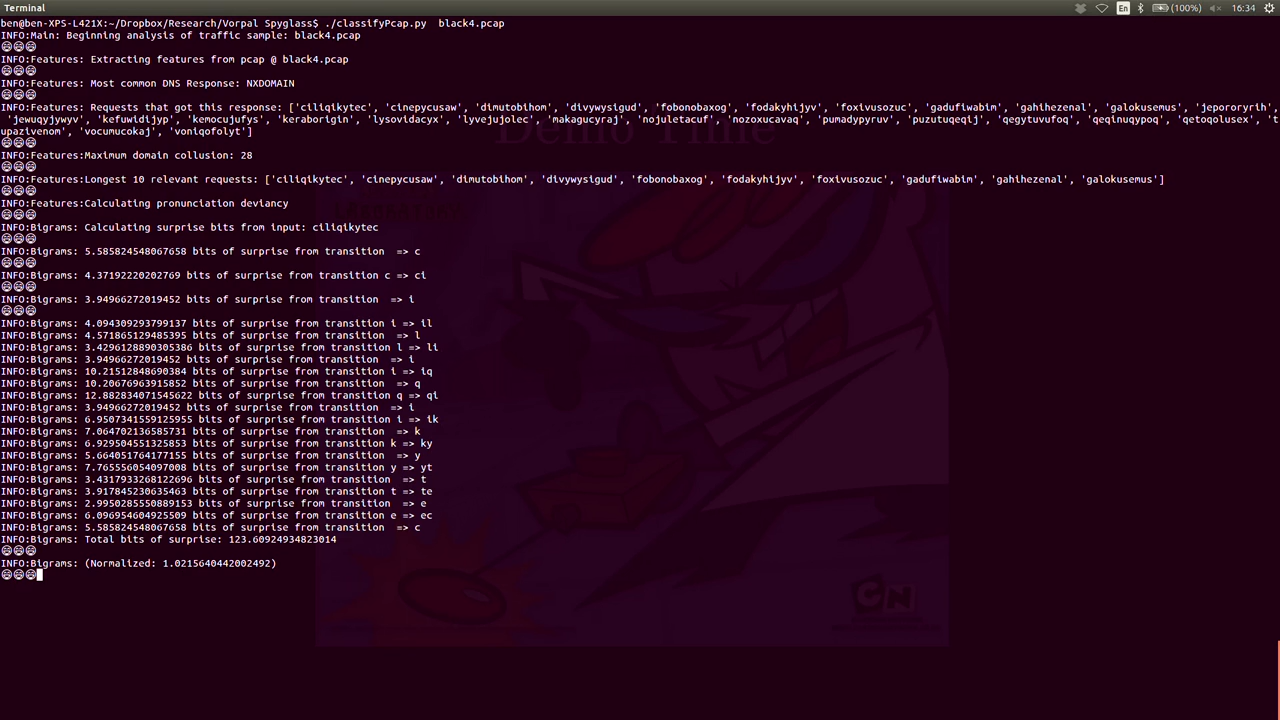 Terminal
En
(100%)
16:34
ben@ben-XPS-L421X:~/Dropbox/Research/Vorpal Spyglass$ ./classifyPcap.py  black4.pcap
INFO:Main: Beginning analysis of traffic sample: black4.pcap
😄😄😄
INFO:Features: Extracting features from pcap @ black4.pcap
😄😄😄
INFO:Features: Most common DNS Response: NXDOMAIN
😄😄😄
INFO:Features: Requests that got this response: ['ciliqikytec', 'cinepycusaw', 'dimutobihom', 'divywysigud', 'fobonobaxog', 'fodakyhijyv', 'foxivusozuc', 'gadufiwabim', 'gahihezenal', 'galokusemus', 'jepororyrih',
'jewuqyjywyv', 'kefuwidijyp', 'kemocujufys', 'keraborigin', 'lysovidacyx', 'lyvejujolec', 'makagucyraj', 'nojuletacuf', 'nozoxucavaq', 'pumadypyruv', 'puzutuqeqij', 'qegytuvufoq', 'qeqinuqypoq', 'qetoqolusex', 't
upazivenom', 'vocumucokaj', 'voniqofolyt']
😄😄😄
INFO:Features:Maximum domain collusion: 28
😄😄😄
INFO:Features:Longest 10 relevant requests: ['ciliqikytec', 'cinepycusaw', 'dimutobihom', 'divywysigud', 'fobonobaxog', 'fodakyhijyv', 'foxivusozuc', 'gadufiwabim', 'gahihezenal', 'galokusemus']
😄😄😄
INFO:Features:Calculating pronunciation deviancy
😄😄😄
INFO:Bigrams: Calculating surprise bits from input: ciliqikytec
😄😄😄
INFO:Bigrams: 5.585824548067658 bits of surprise from transition  => c
😄😄😄
INFO:Bigrams: 4.37192220202769 bits of surprise from transition c => ci
😄😄😄
INFO:Bigrams: 3.94966272019452 bits of surprise from transition  => i
😄😄😄
INFO:Bigrams: 4.094309293799137 bits of surprise from transition i => il
INFO:Bigrams: 4.571865129485395 bits of surprise from transition  => l
INFO:Bigrams: 3.4296128890305386 bits of surprise from transition l => li
INFO:Bigrams: 3.94966272019452 bits of surprise from transition  => i
INFO:Bigrams: 10.21512848690384 bits of surprise from transition i => iq
INFO:Bigrams: 10.20676963915852 bits of surprise from transition  => q
INFO:Bigrams: 12.882834071545622 bits of surprise from transition q => qi
INFO:Bigrams: 3.94966272019452 bits of surprise from transition  => i
INFO:Bigrams: 6.950734159125955 bits of surprise from transition i => ik
INFO:Bigrams: 7.064702136585731 bits of surprise from transition  => k
INFO:Bigrams: 6.929504551325853 bits of surprise from transition k => ky
INFO:Bigrams: 5.664051764177155 bits of surprise from transition  => y
INFO:Bigrams: 7.765556054097008 bits of surprise from transition y => yt
INFO:Bigrams: 3.4317933268122696 bits of surprise from transition  => t
INFO:Bigrams: 3.917845230635463 bits of surprise from transition t => te
INFO:Bigrams: 2.9950285550889153 bits of surprise from transition  => e
INFO:Bigrams: 6.096954604925509 bits of surprise from transition e => ec
INFO:Bigrams: 5.585824548067658 bits of surprise from transition  => c
INFO:Bigrams: Total bits of surprise: 123.60924934823014
😄😄😄
INFO:Bigrams: (Normalized: 1.0215640442002492)
😄😄😄
Demo Time
CN